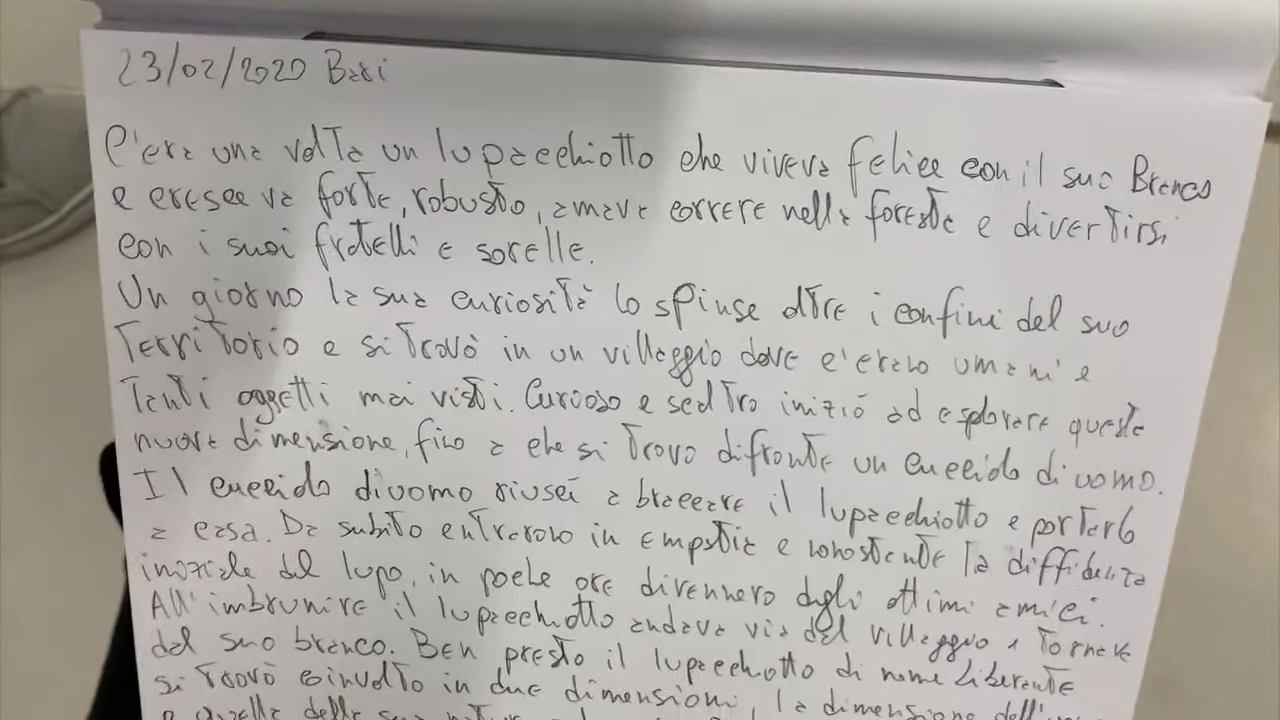 23/02/2020 Bari
C'era una volta un lupacchiotto che viveva felice con il suo Branco
e cresceva forte, robusto, amava correre nella foresta e divertirsi
con i suoi fratelli e sorelle.
Un giorno la sua curiosità lo spinse oltre i confini del suo
Territorio e si Trovò in un villaggio dove c'erano umani e
Tanti oggetti mai visti. Curioso e scaltro iniziò ad esplorare questa
nuova dimensione, fino a che si Trovò difronte un cucciolo di uomo.
Il cucciolo di uomo riuscì a braccare il lupacchiotto e portarlo
a casa. Da subito entrarono in empatia e nonostante la diffidenza
iniziale del lupo, in poche ore divennero degli ottimi amici.
All'imbrunire il lupacchiotto andava via dal villaggio e Tornava
dal suo branco. Ben presto il lupacchiotto di nome Liberante
si Trovò coinvolto in due dimensioni, la dimensione
e quella della sua